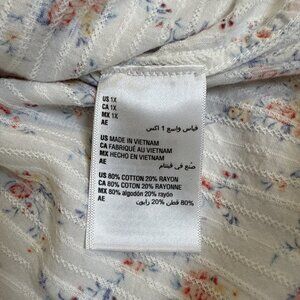 US 1X
CA 1X
MX 1X
AE
قياس واسع 1 اكس
US MADE IN VIETNAM
CA FABRIQUÉ AU VIETNAM
MX HECHO EN VIETNAM
AE
صنع في فيتنام
US 80% COTTON 20% RAYON
CA 80% COTON 20% RAYONNE
MX 80% algodón 20% rayón
AE
80% قطن 20% رايون